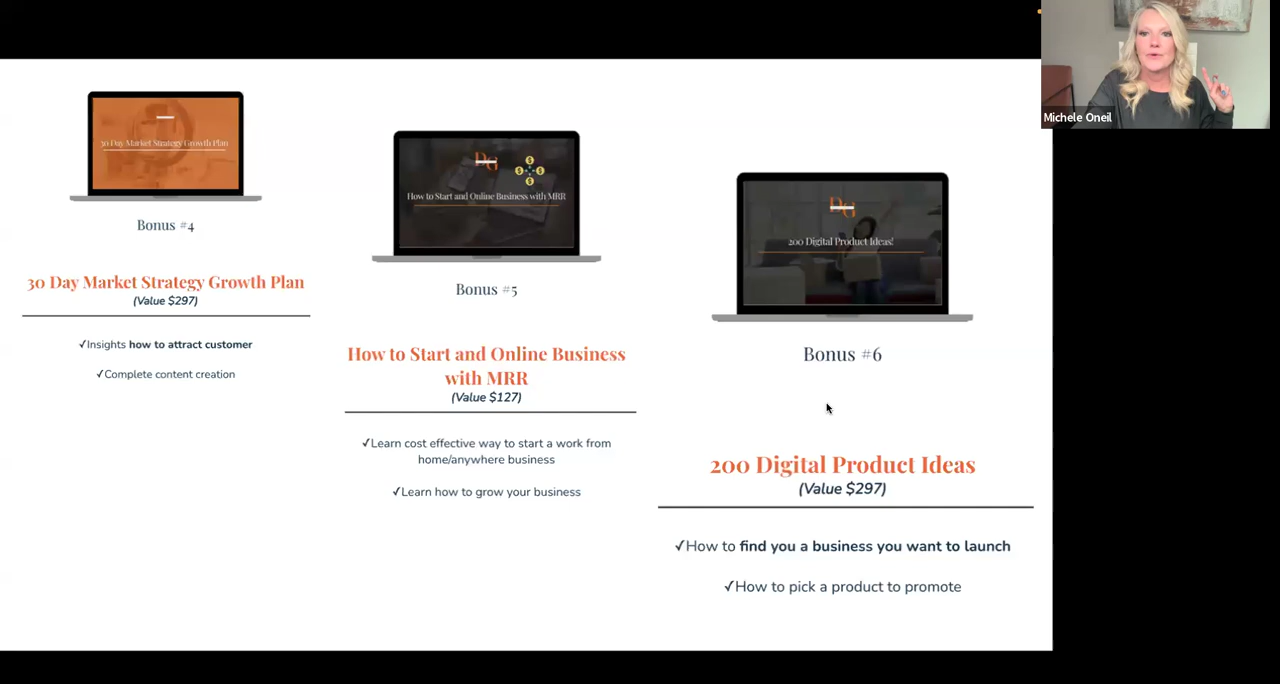 Michele Oneil
30 Day Market Strategy Growth Plan
Bonus #4
30 Day Market Strategy Growth Plan
(Value $297)
✓Insights how to attract customer
✓Complete content creation
DG
How to Start and Online Business with MRR
Bonus #5
How to Start and Online Business
with MRR
(Value $127)
✓Learn cost effective way to start a work from
home/anywhere business
✓Learn how to grow your business
DG
200 Digital Product Ideas!
Bonus #6
200 Digital Product Ideas
(Value $297)
✓How to find you a business you want to launch
✓How to pick a product to promote